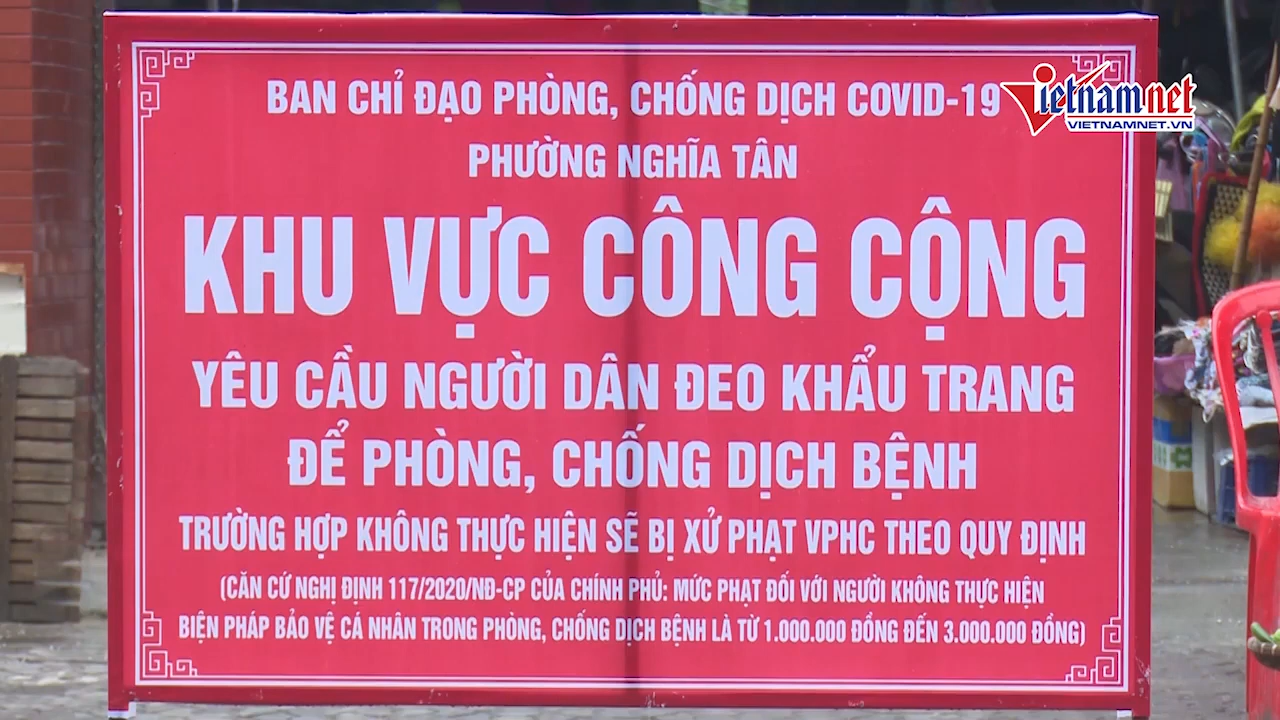 BAN CHỈ ĐẠO PHÒNG, CHỐNG DỊCH COVID-19
vietnamnet
VIETNAMNET.VN
PHƯỜNG NGHĨA TÂN
KHU VỰC CÔNG CỘNG
YÊU CẦU NGƯỜI DÂN ĐEO KHẨU TRANG
ĐỂ PHÒNG, CHỐNG DỊCH BỆNH
TRƯỜNG HỢP KHÔNG THỰC HIỆN SẼ BỊ XỬ PHẠT VPHC THEO QUY ĐỊNH
(CĂN CỨ NGHỊ ĐỊNH 117/2020/NĐ-CP CỦA CHÍNH PHỦ: MỨC PHẠT ĐỐI VỚI NGƯỜI KHÔNG THỰC HIỆN
BIỆN PHÁP BẢO VỆ CÁ NHÂN TRONG PHÒNG, CHỐNG DỊCH BỆNH LÀ TỪ 1.000.000 ĐỒNG ĐẾN 3.000.000 ĐỒNG)